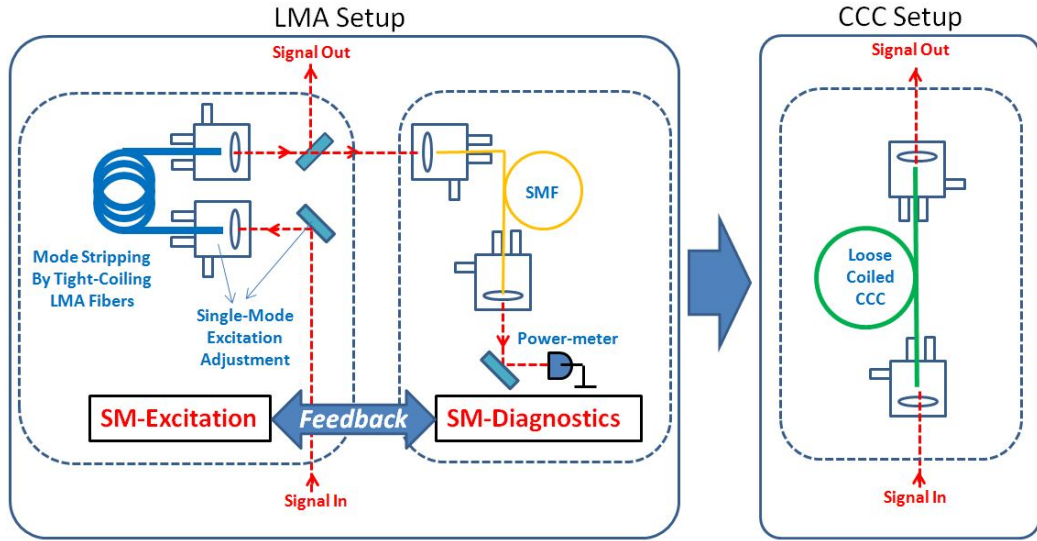 LMA Setup
Signal Out
Mode Stripping
By Tight-Coiling
LMA Fibers
Single-Mode
Excitation
Adjustment
SMF
Power-meter
SM-Excitation
Feedback
SM-Diagnostics
Signal In
CCC Setup
Signal Out
Loose
Coiled
CCC
Signal In